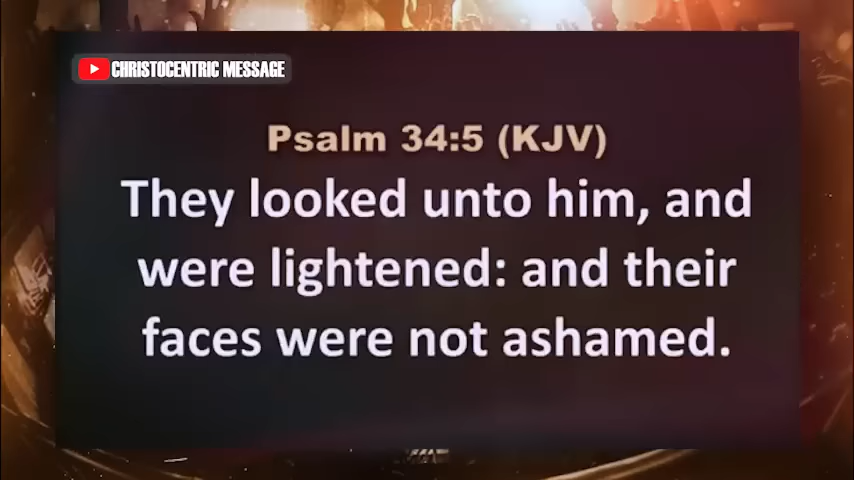 CHRISTOCENTRIC MESSAGE
Psalm 34:5 (KJV)
They looked unto him, and
were lightened: and their
faces were not ashamed.